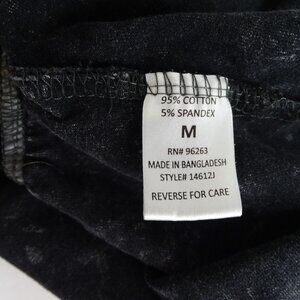 95% COTTON
5% SPANDEX
M
RN# 96263
MADE IN BANGLADESH
STYLE# 14612J
REVERSE FOR CARE